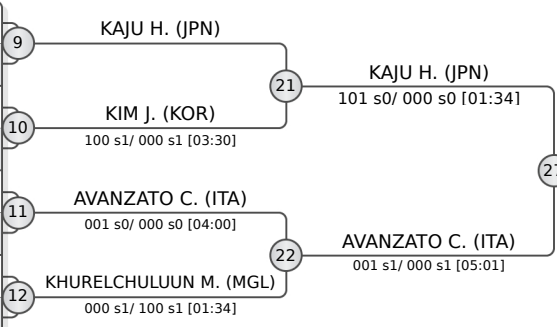 KAJU H. (JPN)
9
21
KAJU H. (JPN)
101 s0/ 000 s0 [01:34]
KIM J. (KOR)
10
100 s1/ 000 s1 [03:30]
AVANZATO C. (ITA)
11
001 s0/ 000 s0 [04:00]
22
AVANZATO C. (ITA)
001 s1/ 000 s1 [05:01]
KHURELCHULUUN M. (MGL)
12
000 s1/ 100 s1 [01:34]